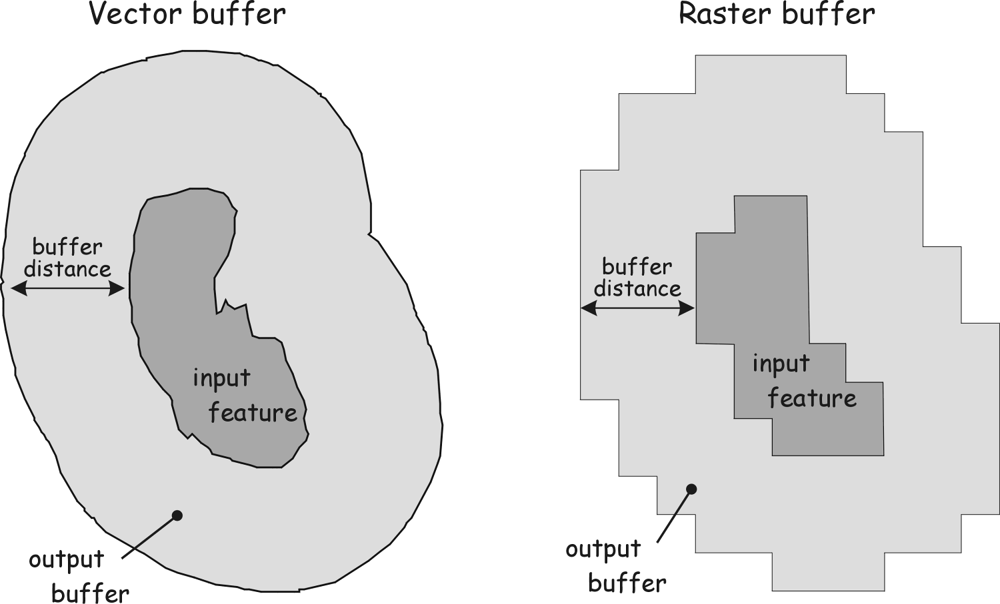 Vector buffer
buffer
distance
input
feature
output
buffer
Raster buffer
buffer
distance
input
feature
output
buffer